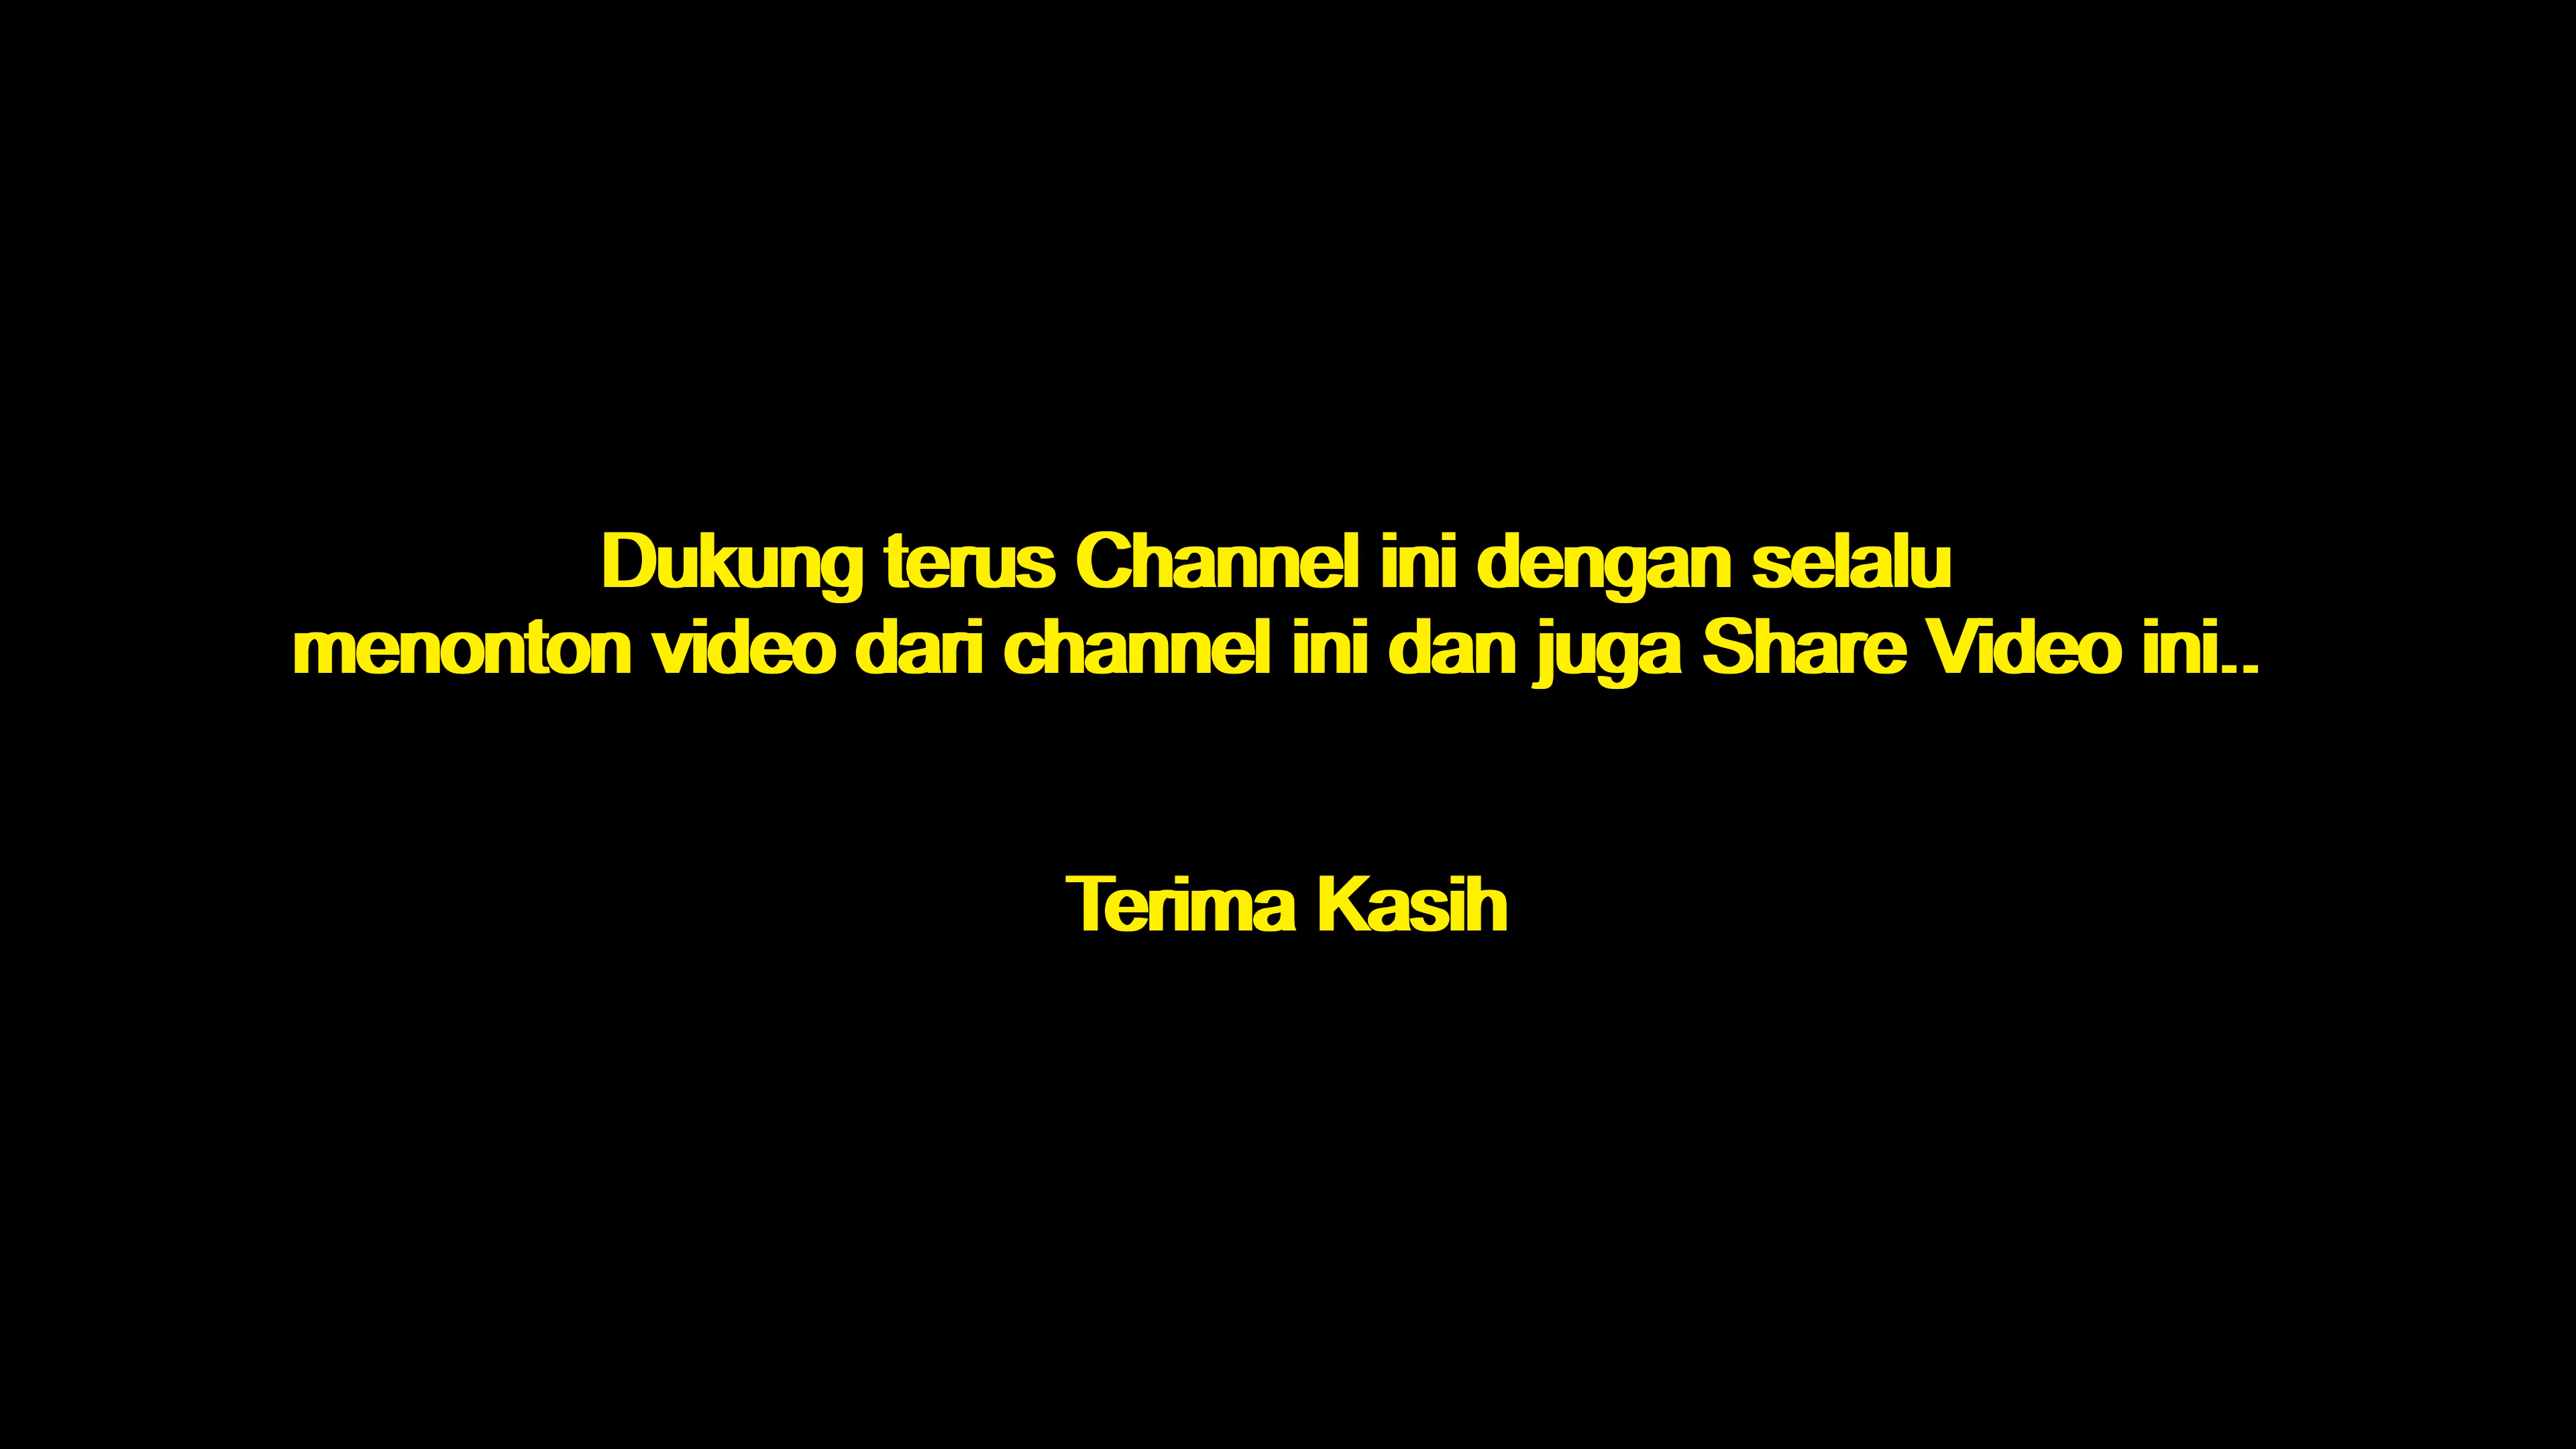 Dukung terus Channel ini dengan selalu
menonton video dari channel ini dan juga Share Video ini..
Terima Kasih